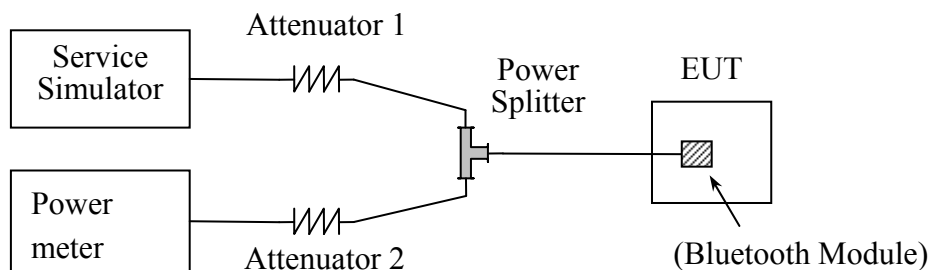 Attenuator 1
Service
Simulator
Power
Splitter
EUT
Power
meter
Attenuator 2
(Bluetooth Module)